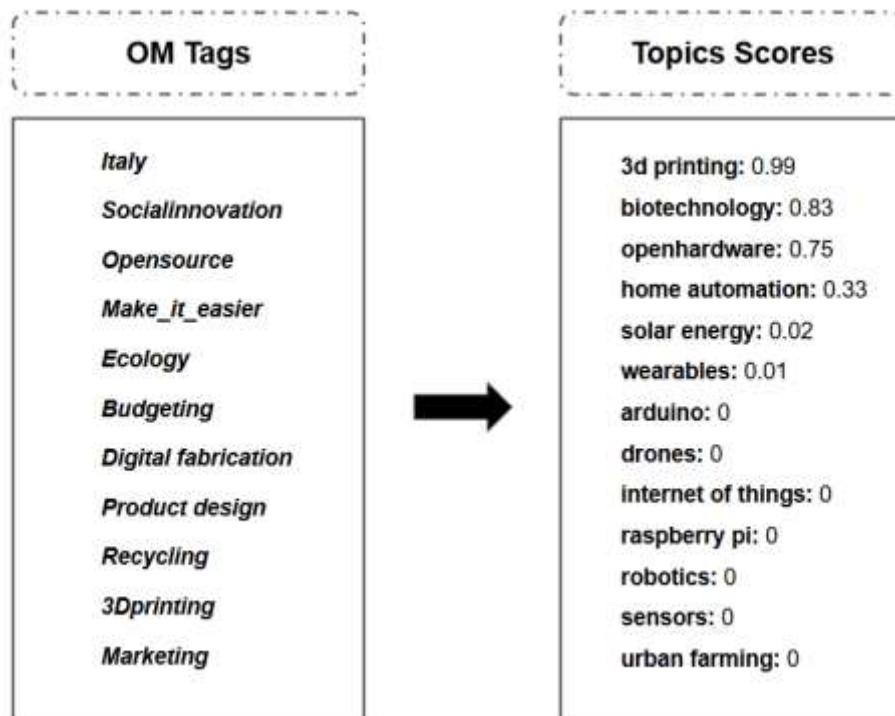 OM Tags
Italy
Socialinnovation
Opensource
Make_it_easier
Ecology
Budgeting
Digital fabrication
Product design
Recycling
3Dprinting
Marketing
Topics Scores
3d printing: 0.99
biotechnology: 0.83
openhardware: 0.75
home automation: 0.33
solar energy: 0.02
wearables: 0.01
arduino: 0
drones: 0
internet of things: 0
raspberry pi: 0
robotics: 0
sensors: 0
urban farming: 0